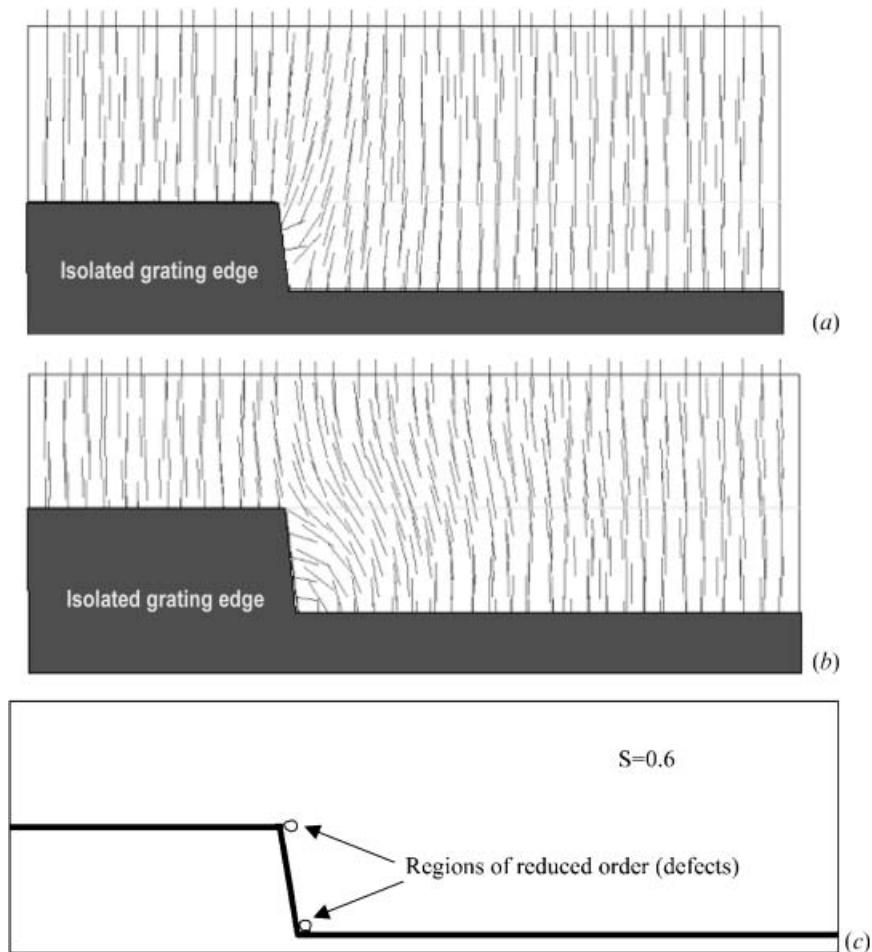 Isolated grating edge
(a)
Isolated grating edge
(b)
S=0.6
Regions of reduced order (defects)
(c)